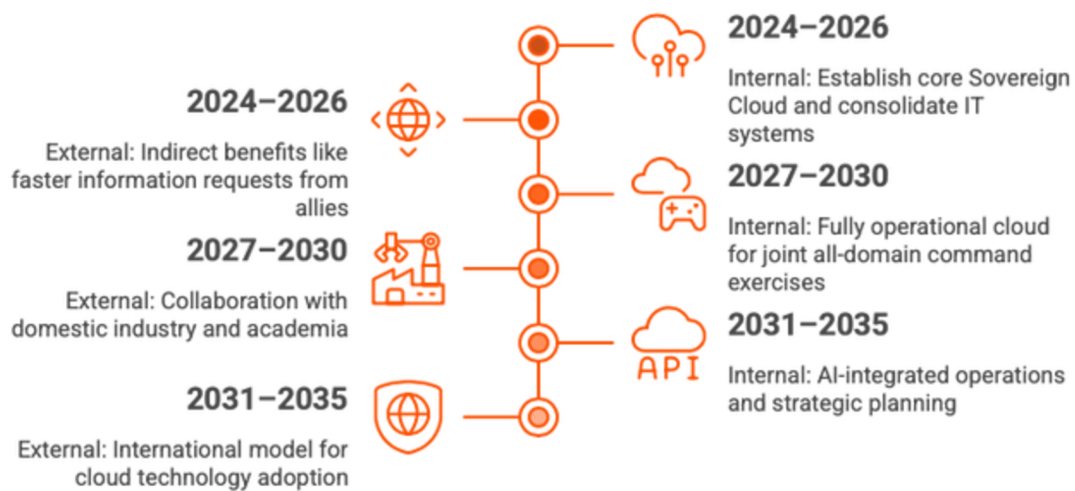 2024–2026
Internal: Establish core Sovereign
Cloud and consolidate IT
systems
2024–2026
External: Indirect benefits like
faster information requests from
allies
2027–2030
Internal: Fully operational cloud
for joint all-domain command
exercises
2027–2030
External: Collaboration with
domestic industry and academia
2031–2035
Internal: AI-integrated operations
and strategic planning
API
2031–2035
External: International model for
cloud technology adoption